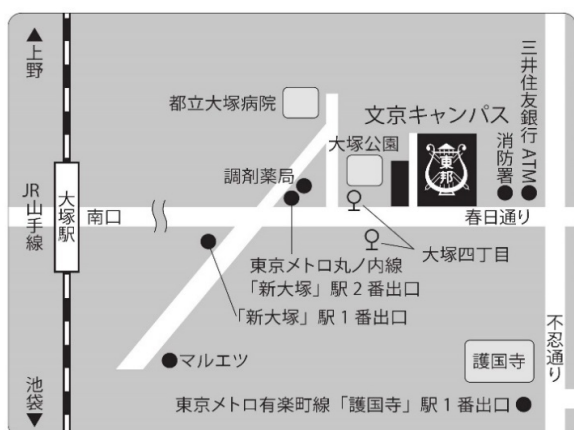 ▲上野
JR山手線
大塚駅
池袋▼
南口
都立大塚病院
調剤薬局
大塚公園
文京キャンパス
東邦
消防署
三井住友銀行 ATM
春日通り
大塚四丁目
東京メトロ丸ノ内線
「新大塚」駅 2 番出口
「新大塚」駅 1 番出口
マルエツ
不忍通り
護国寺
東京メトロ有楽町線「護国寺」駅 1 番出口